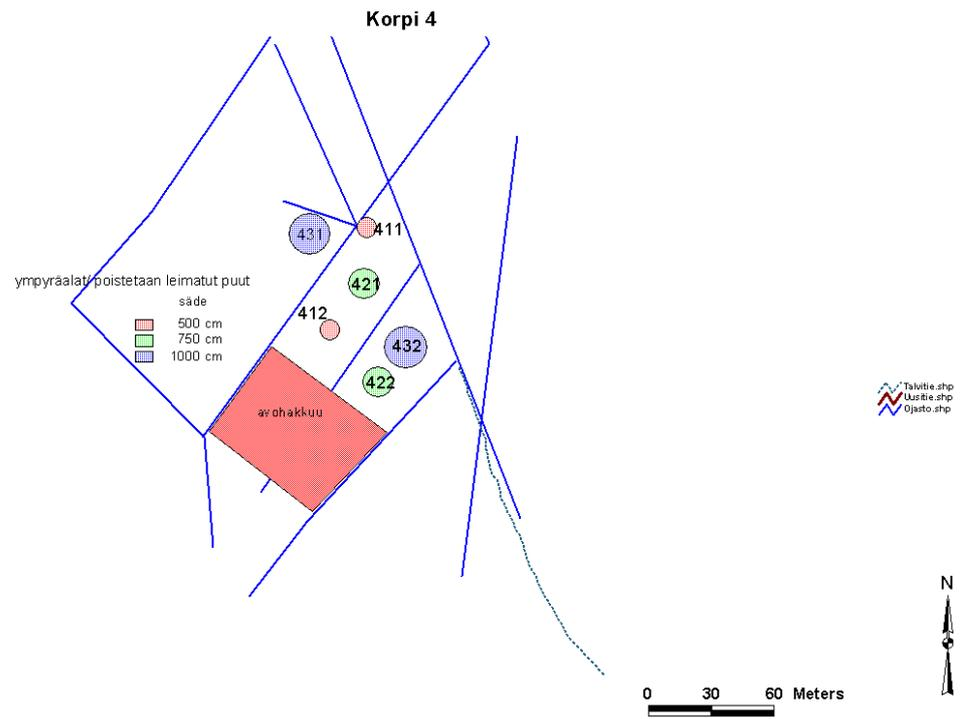 Korpi 4
411
431
ympyräalat/ poistetaan leimatut puut
421
säde
412
500 cm
750 cm
1000 cm
432
422
Talvitie.shp
Uusitie.shp
Ojasto.shp
avohakkuu
N
0 30 60 Meters